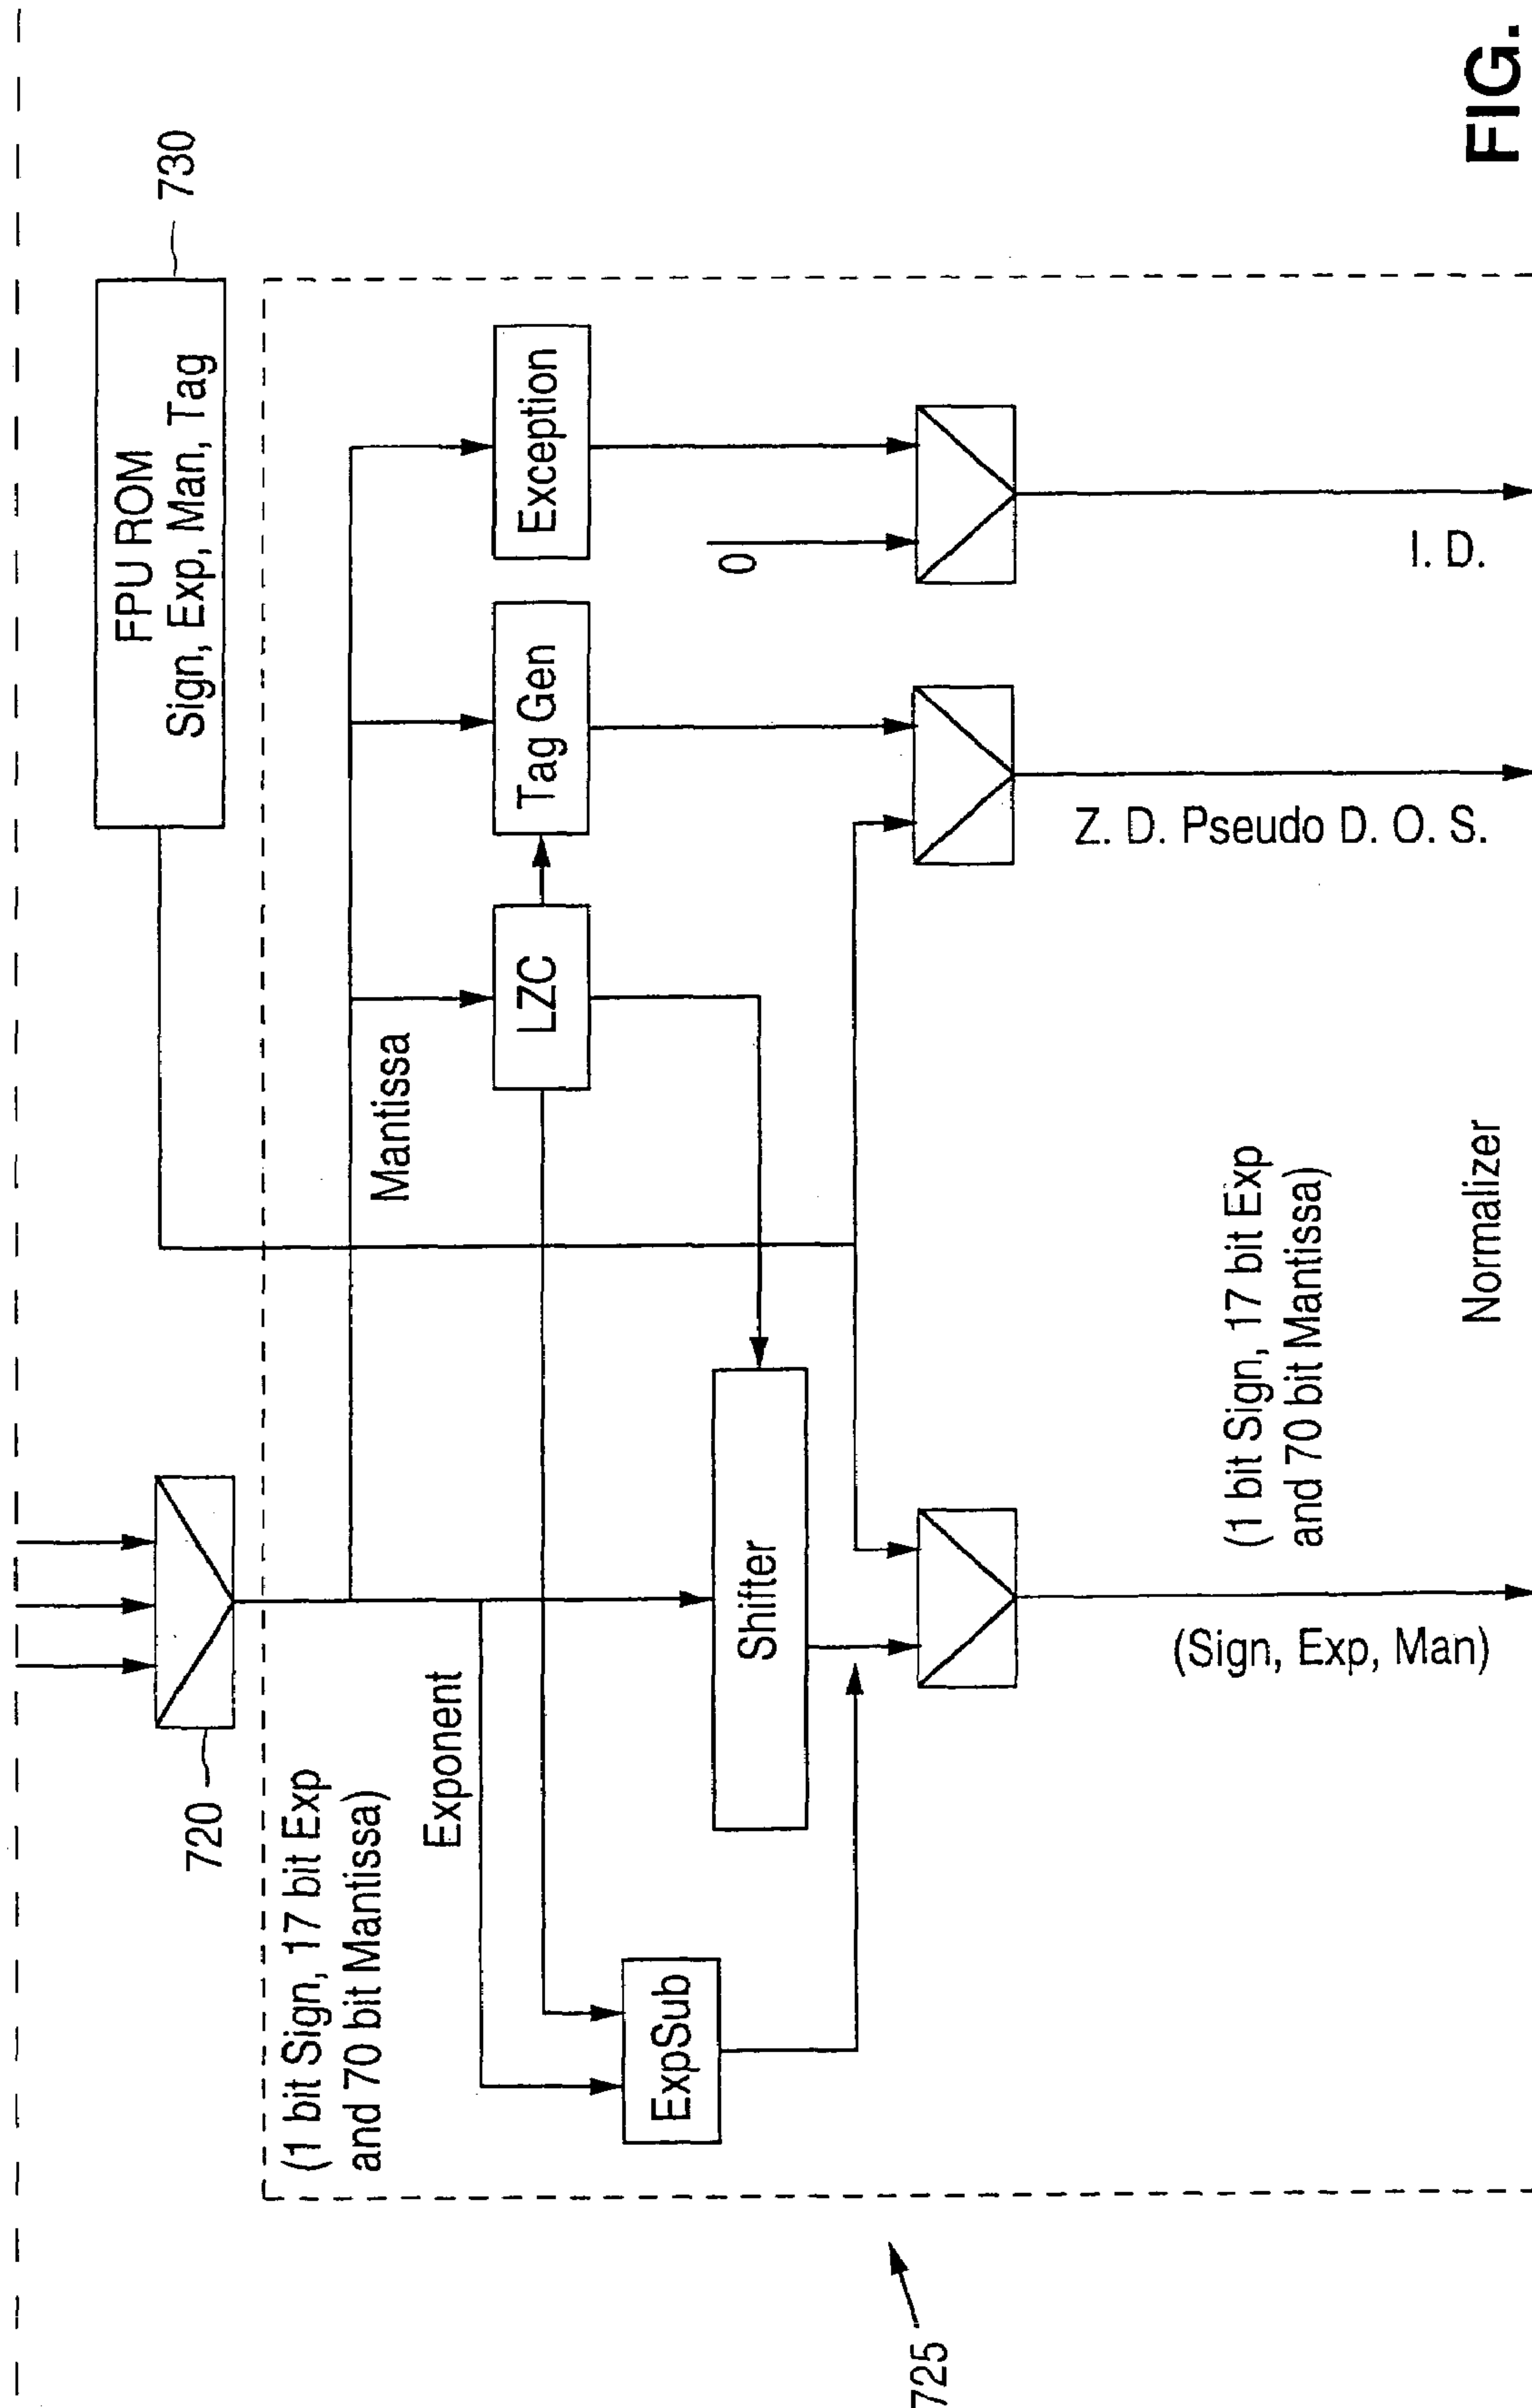 FPU ROM
Sign, Exp, Man, Tag
730
720
(1 bit Sign, 17 bit Exp
and 70 bit Mantissa)
Mantissa
Exponent
LZC
Tag Gen
Exception
ExpSub
Shifter
0
(Sign, Exp, Man)
(1 bit Sign, 17 bit Exp
and 70 bit Mantissa)
Z. D. Pseudo D. O. S.
I. D.
Normalizer
725
FIG.